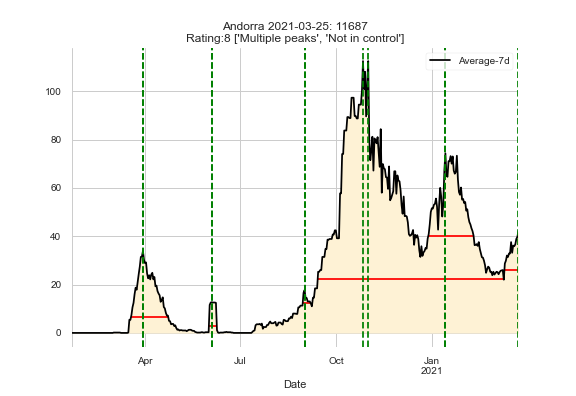 Andorra 2021-03-25: 11687
Rating:8 ['Multiple peaks', 'Not in control']
Average-7d
100
80
60
40
20
0
Apr Jul Oct Jan
2021
Date